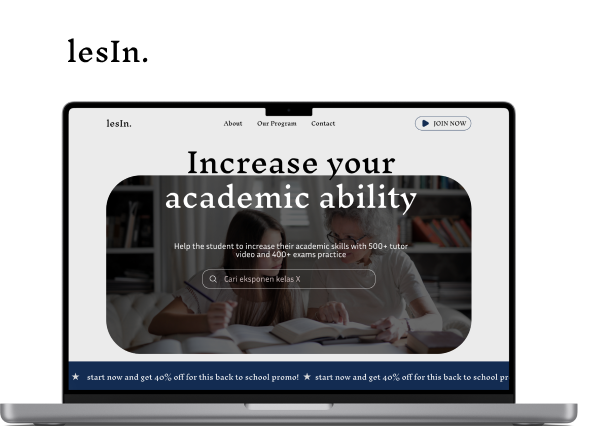 lesIn.
lesIn.
About
Our Program
Contact
JOIN NOW
Increase your
academic ability
Help the student to increase their academic skills with 500+ tutor
video and 400+ exams practice
Cari eksponen kelas X
★ start now and get 40% off for this back to school promo! ★ start now and get 40% off for this back to school pr